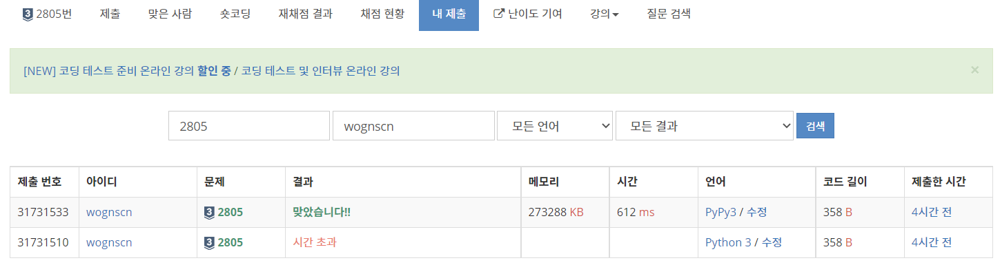 3 2805번 제출 맞은 사람 숏코딩 재채점 결과 채점 현황 내 제출 난이도 기여 강의 질문 검색
[NEW] 코딩 테스트 준비 온라인 강의 할인 중 / 코딩 테스트 및 인터뷰 온라인 강의 ×
2805 wognscn 모든 언어 모든 결과 검색
제출 번호 아이디 문제 결과 메모리 시간 언어 코드 길이 제출한 시간
31731533 wognscn 3 2805 맞았습니다!! 273288 KB 612 ms PyPy3 / 수정 358 B 4시간 전
31731510 wognscn 3 2805 시간 초과 Python 3 / 수정 358 B 4시간 전